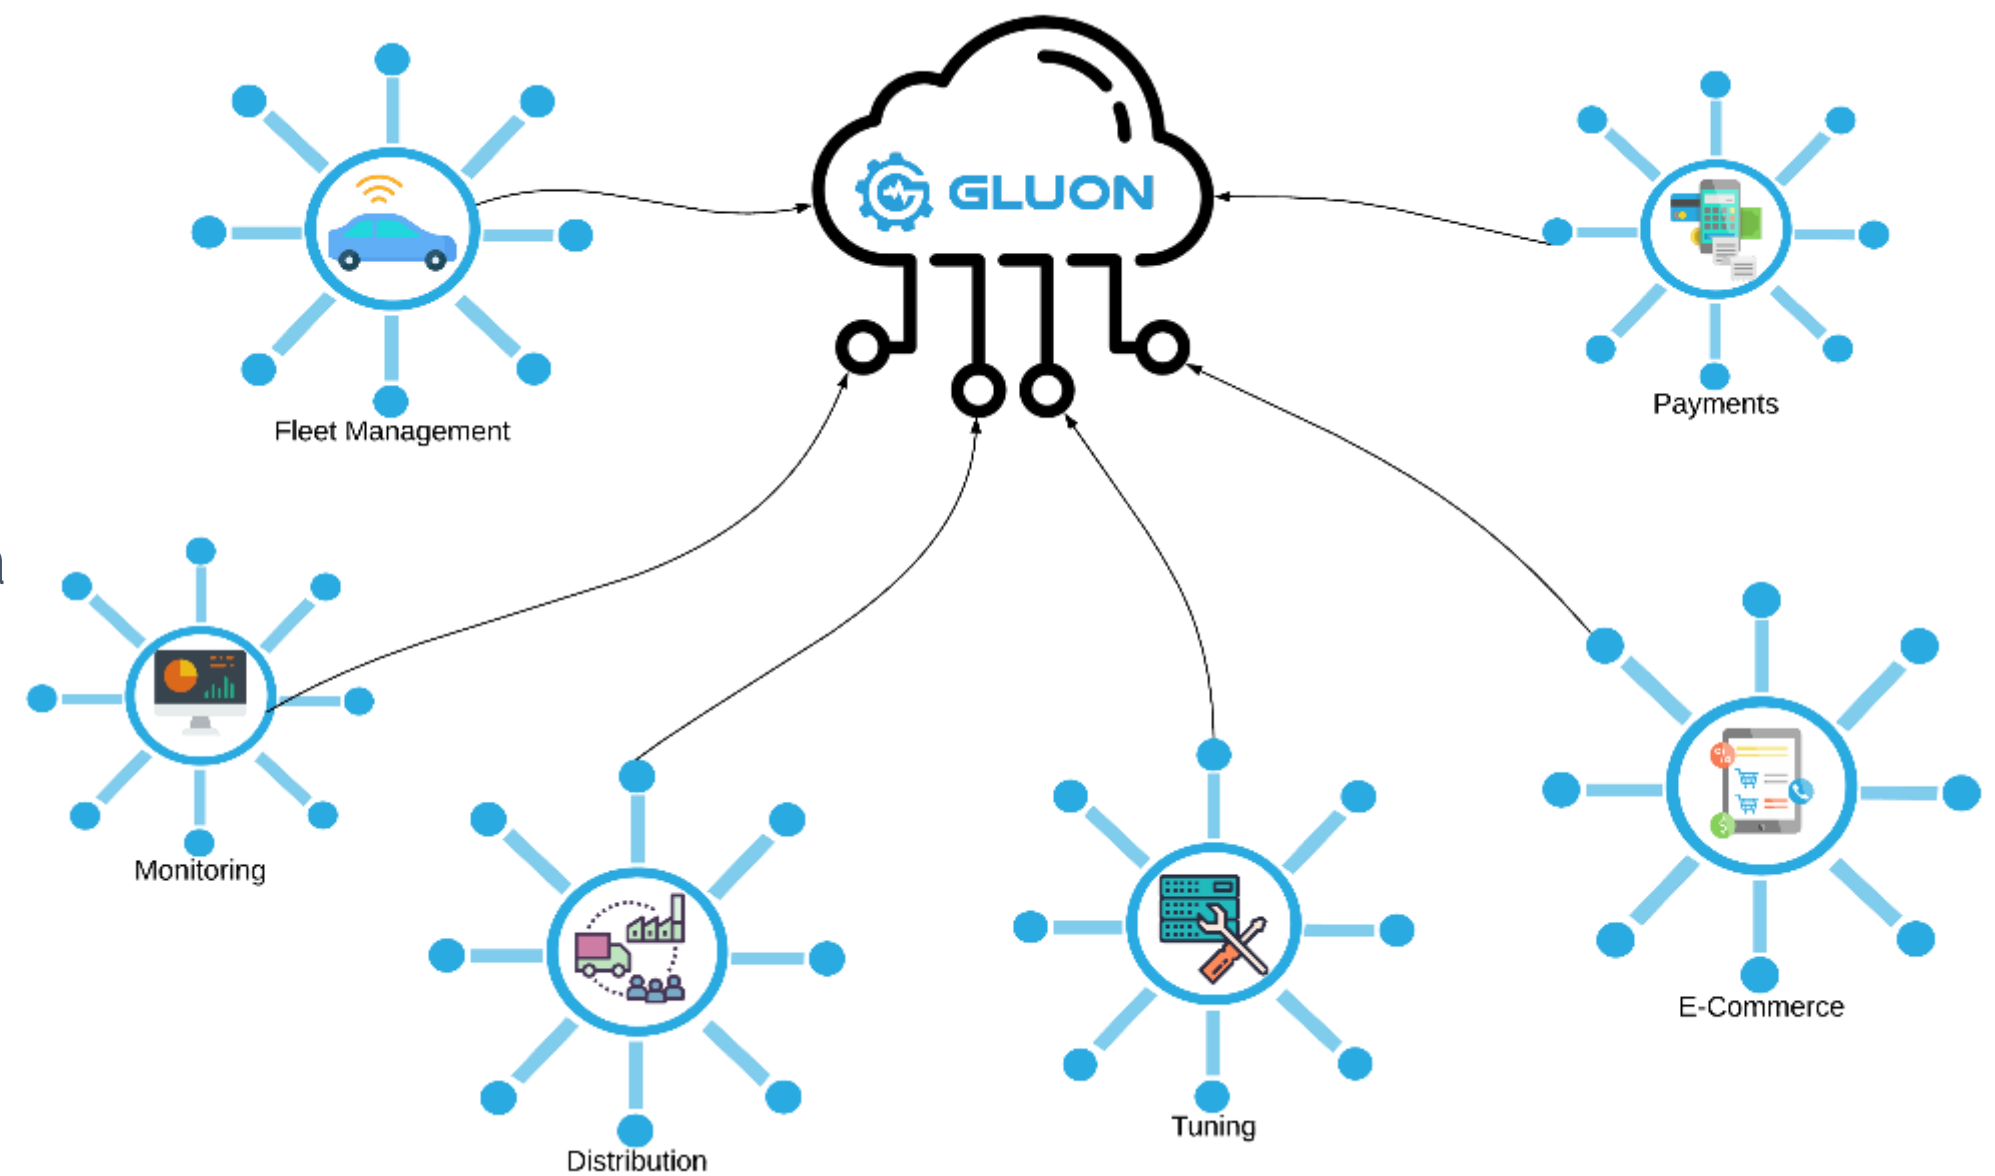 GLUON
Fleet Management
Payments
Monitoring
Distribution
Tuning
E-Commerce